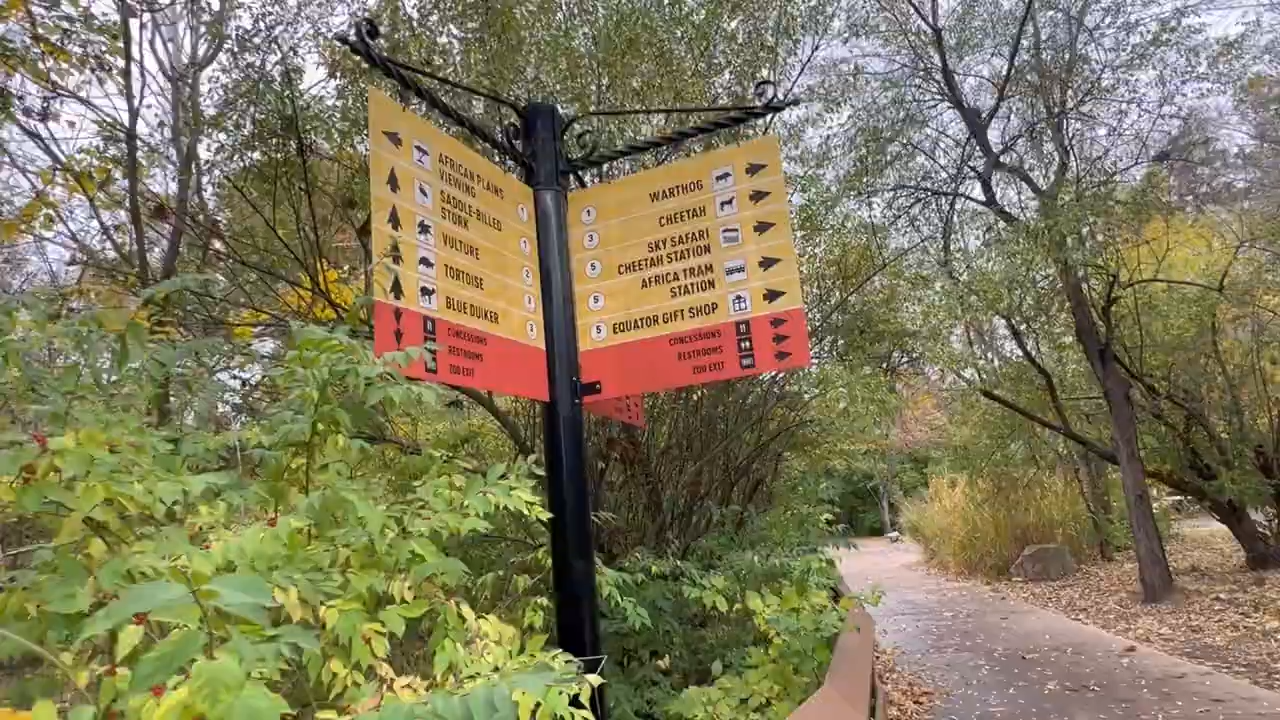 AFRICAN PLAINS
VIEWING
1
SADDLE-BILLED
STORK
1
VULTURE
2
TORTOISE
3
BLUE DUIKER
3
CONCESSIONS
RESTROOMS
ZOO EXIT
1 WARTHOG
3 CHEETAH
5 SKY SAFARI
CHEETAH STATION
5 AFRICA TRAM
STATION
5 EQUATOR GIFT SHOP
CONCESSIONS
RESTROOMS
ZOO EXIT